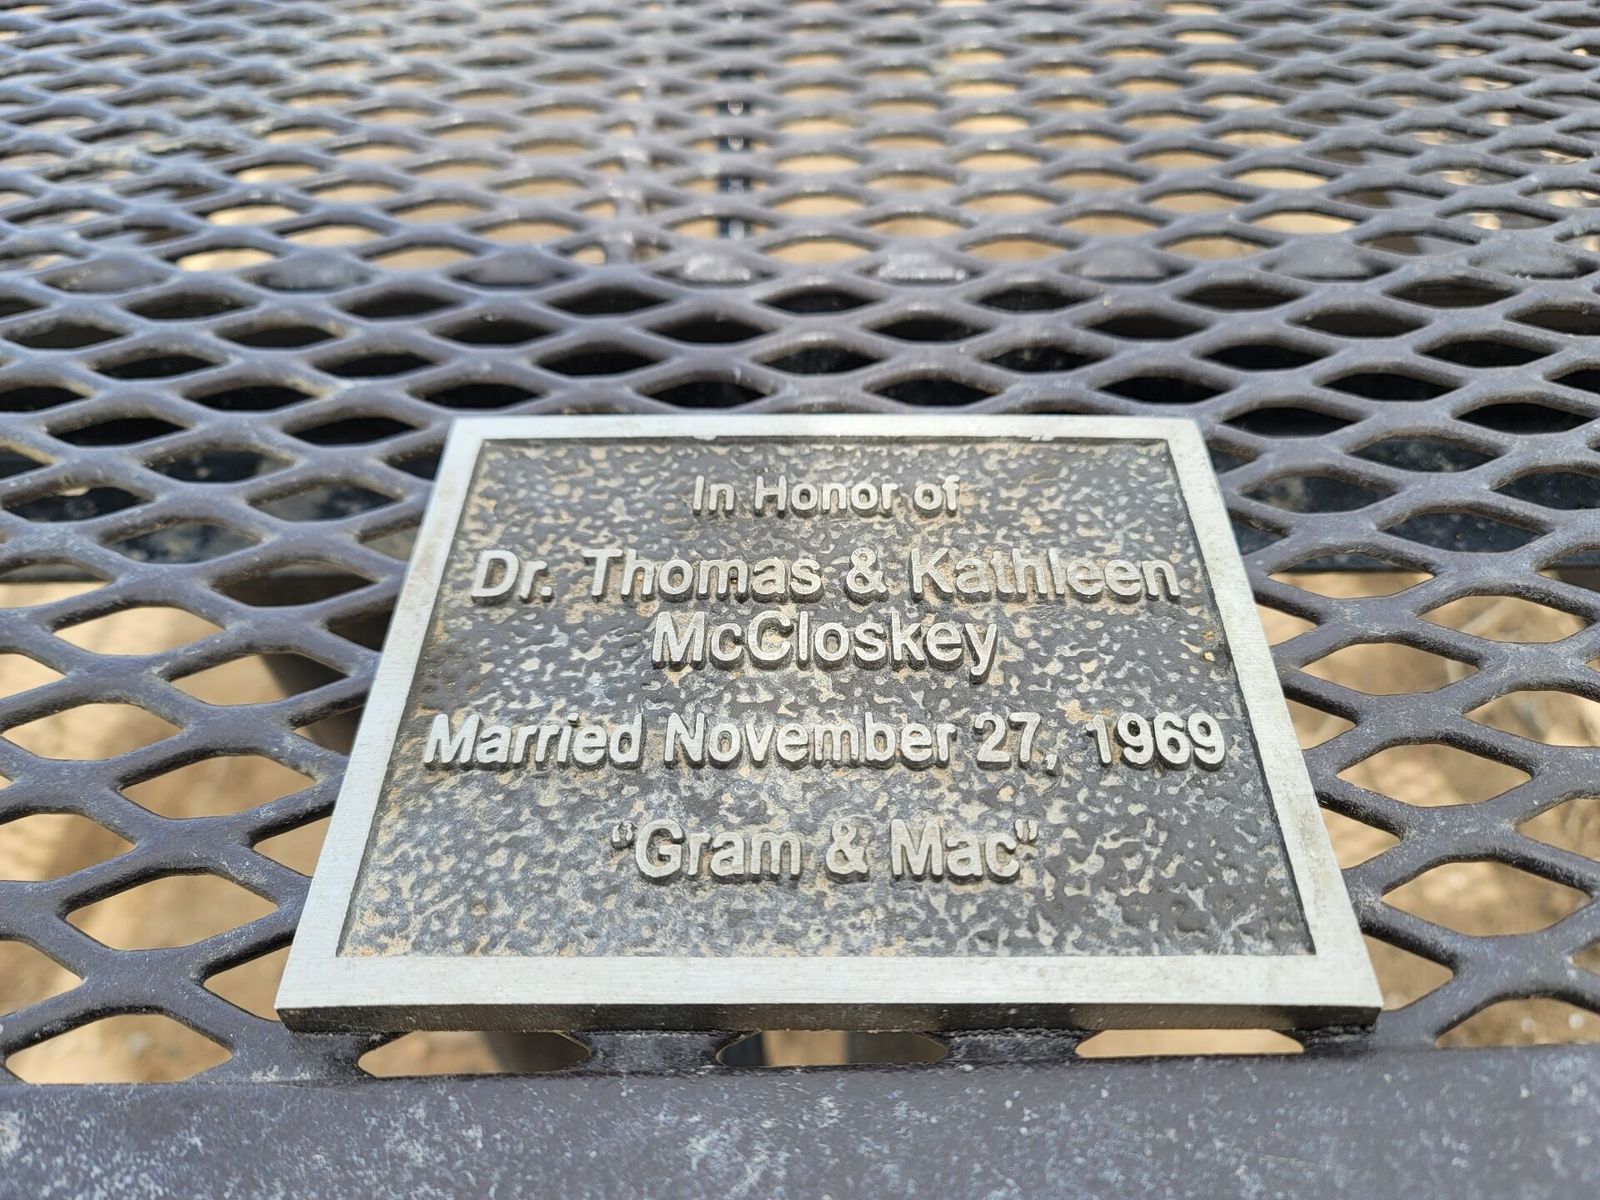 In Honor of
Dr. Thomas & Kathleen
McCloskey
Married November 27, 1969
"Gram & Mac"